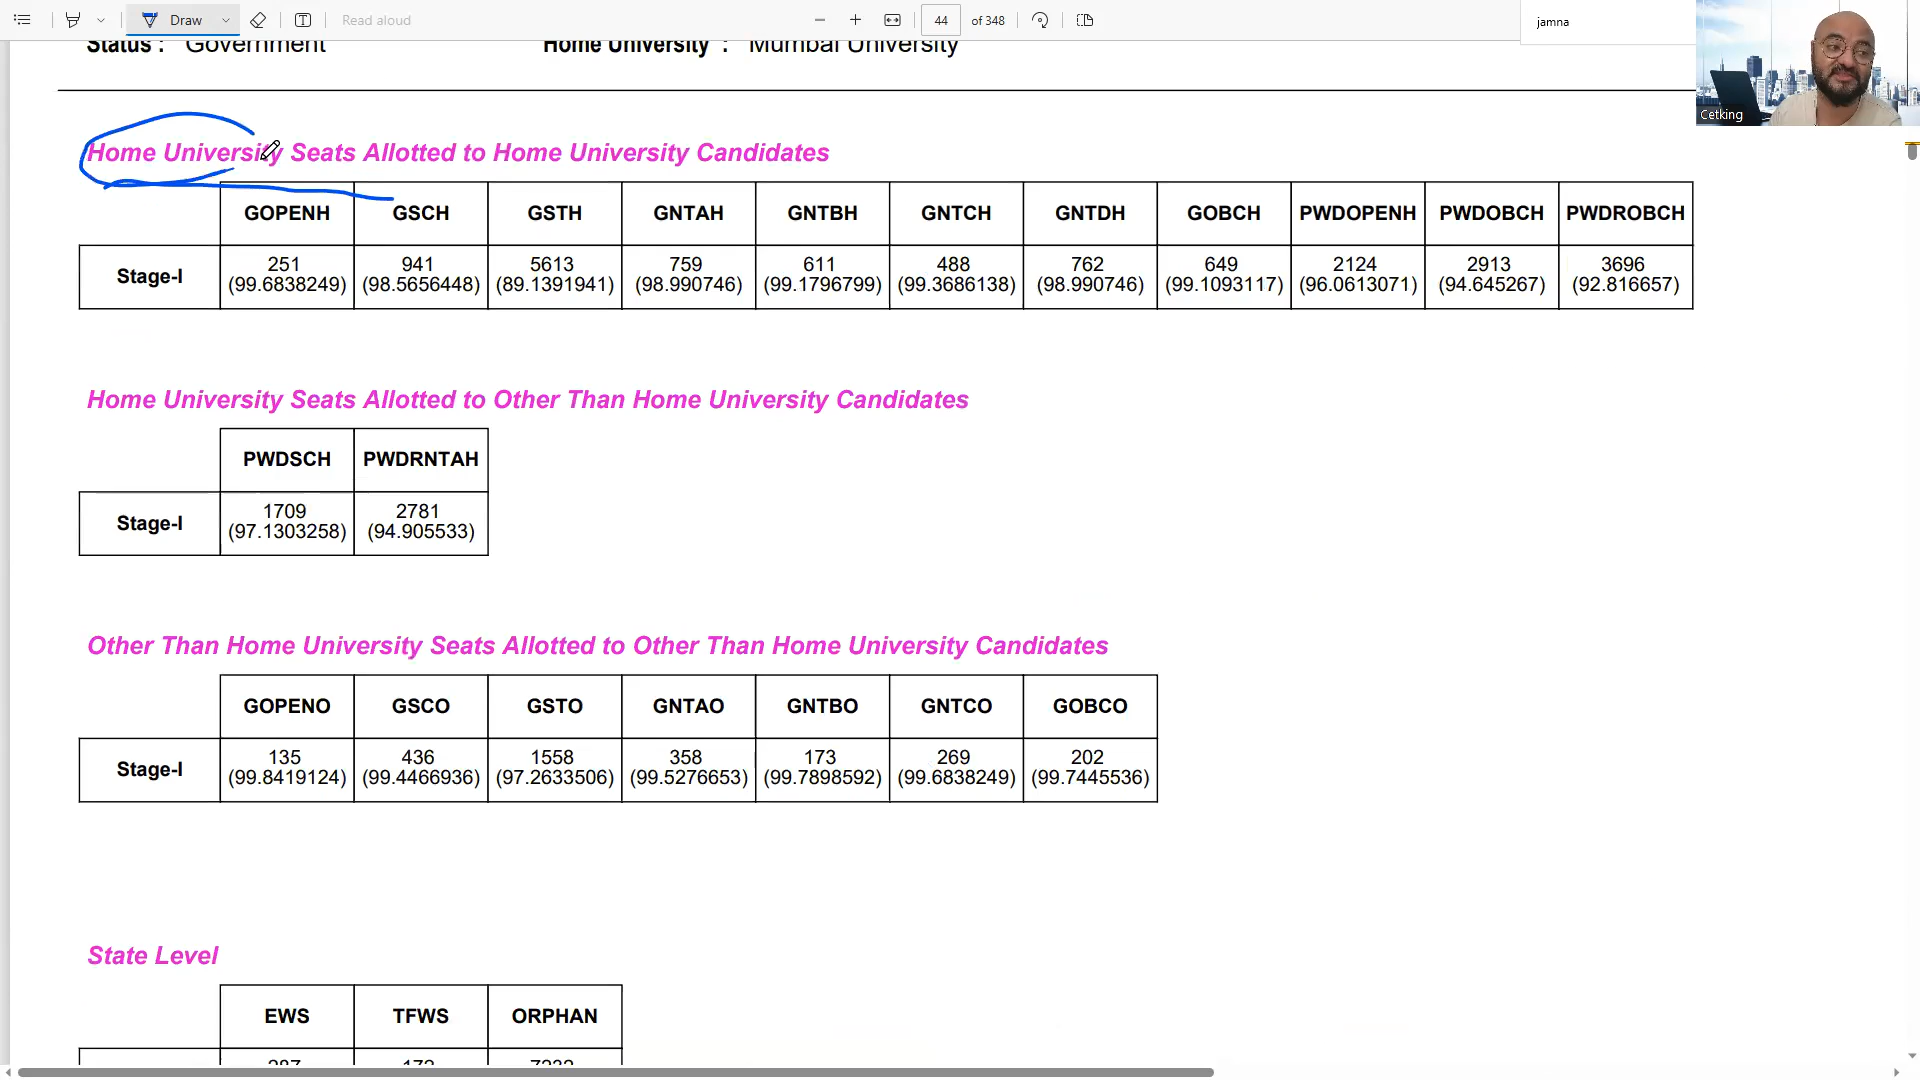 Draw
Read aloud
44 of 348
jamna
Cetking
Status : Government Home University : Mumbai University
Home University Seats Allotted to Home University Candidates
GOPENH GSCH GSTH GNTAH GNTBH GNTCH GNTDH GOBCH PWDOPENH PWDOBCH PWDROBCH
Stage-I 251 941 5613 759 611 488 762 649 2124 2913 3696
(99.6838249) (98.5656448) (89.1391941) (98.990746) (99.1796799) (99.3686138) (98.990746) (99.1093117) (96.0613071) (94.645267) (92.816657)
Home University Seats Allotted to Other Than Home University Candidates
PWDSCH PWDRNTAH
Stage-I 1709 2781
(97.1303258) (94.905533)
Other Than Home University Seats Allotted to Other Than Home University Candidates
GOPENO GSCO GSTO GNTAO GNTBO GNTCO GOBCO
Stage-I 135 436 1558 358 173 269 202
(99.8419124) (99.4466936) (97.2633506) (99.5276653) (99.7898592) (99.6838249) (99.7445536)
State Level
EWS TFWS ORPHAN